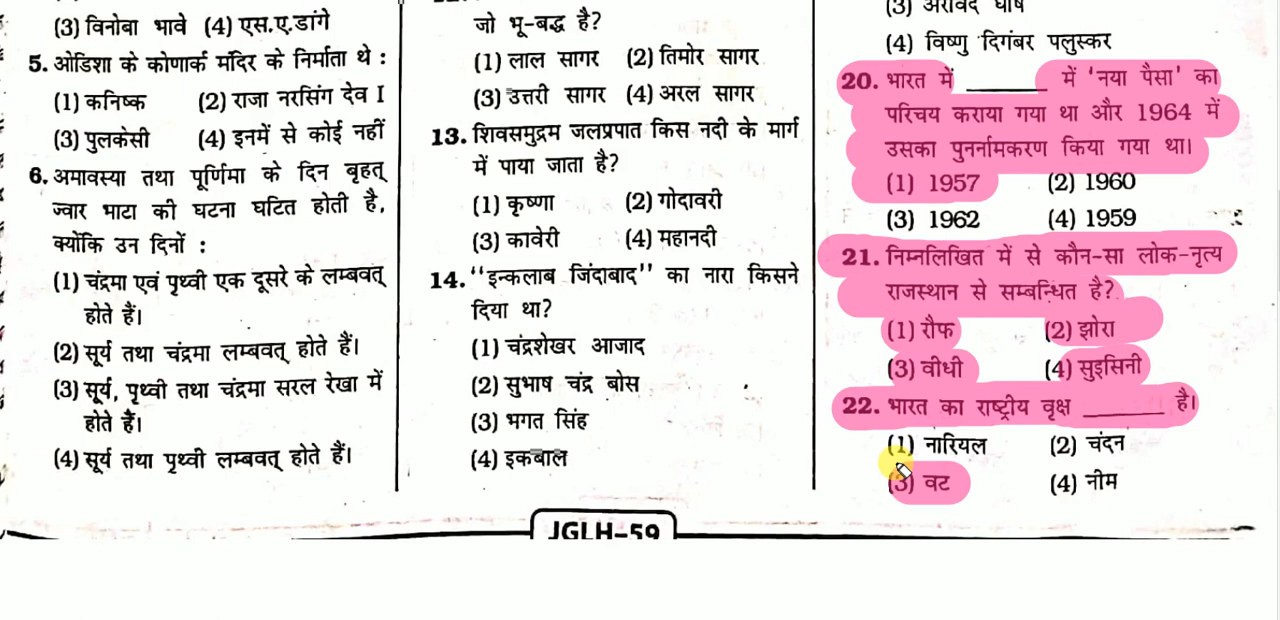 (3) विनोबा भावे (4) एस.ए.डांगे
5. ओडिशा के कोणार्क मंदिर के निर्माता थे :
(1) कनिष्क (2) राजा नरसिंग देव I
(3) पुलकेसी (4) इनमें से कोई नहीं
6. अमावस्या तथा पूर्णिमा के दिन बृहत्
ज्वार भाटा की घटना घटित होती है,
क्योंकि उन दिनों :
(1) चंद्रमा एवं पृथ्वी एक दूसरे के लम्बवत्
होते हैं।
(2) सूर्य तथा चंद्रमा लम्बवत् होते हैं।
(3) सूर्य, पृथ्वी तथा चंद्रमा सरल रेखा में
होते हैं।
(4) सूर्य तथा पृथ्वी लम्बवत् होते हैं।
जो भू-बद्ध है?
(1) लाल सागर (2) तिमोर सागर
(3) उत्तरी सागर (4) अरल सागर
13. शिवसमुद्रम जलप्रपात किस नदी के मार्ग
में पाया जाता है?
(1) कृष्णा (2) गोदावरी
(3) कावेरी (4) महानदी
14. "इन्कलाब जिंदाबाद" का नारा किसने
दिया था?
(1) चंद्रशेखर आजाद
(2) सुभाष चंद्र बोस
(3) भगत सिंह
(4) इकबाल
(3) अरविंद घोष
(4) विष्णु दिगंबर पलुस्कर
20. भारत में ________ में 'नया पैसा' का
परिचय कराया गया था और 1964 में
उसका पुनर्नामकरण किया गया था।
(1) 1957 (2) 1960
(3) 1962 (4) 1959
21. निम्नलिखित में से कौन-सा लोक-नृत्य
राजस्थान से सम्बन्धित है?
(1) रौफ (2) झोरा
(3) वीधी (4) सुइसिनी
22. भारत का राष्ट्रीय वृक्ष ________ है।
(1) नारियल (2) चंदन
(3) वट (4) नीम
JGLH-59